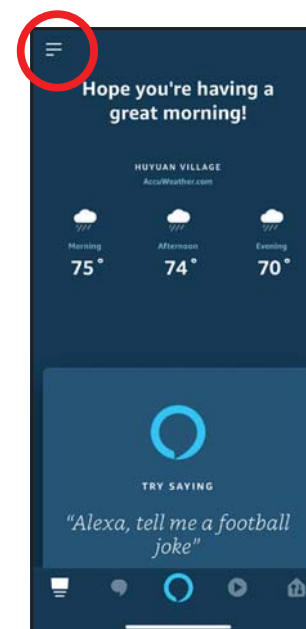 Hope you're having a
great morning!
HUYUAN VILLAGE
AccuWeather.com
Morning Afternoon Evening
75° 74° 70°
TRY SAYING
"Alexa, tell me a football
joke"